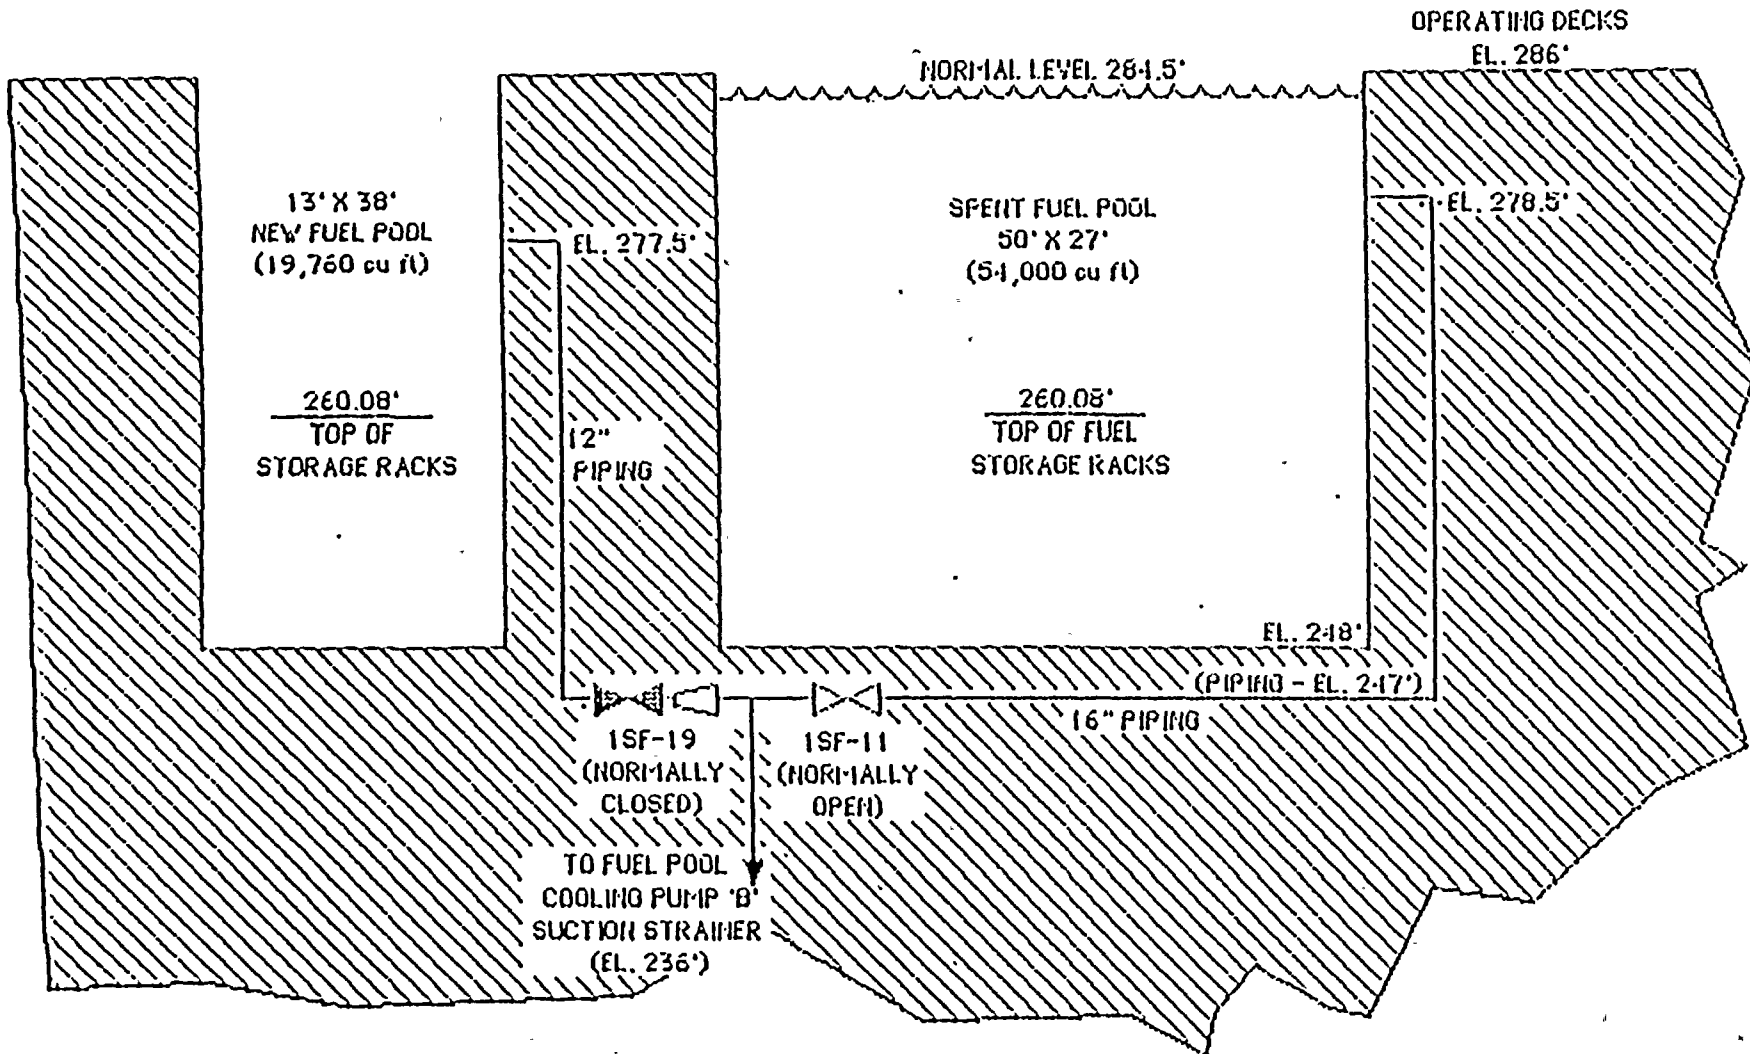 OPERATING DECKS
EL. 286'
NORMAL LEVEL 284.5'
13' X 38'
NEW FUEL POOL
(19,760 cu ft)
EL. 277.5'
SPENT FUEL POOL
50' X 27'
(54,000 cu ft)
EL. 278.5'
260.08'
TOP OF
STORAGE RACKS
12"
PIPING
260.08'
TOP OF FUEL
STORAGE RACKS
EL. 248'
(PIPING - EL. 247')
16" PIPING
1SF-19
(NORMALLY
CLOSED)
1SF-11
(NORMALLY
OPEN)
TO FUEL POOL
COOLING PUMP 'B'
SUCTION STRAINER
(EL. 236')